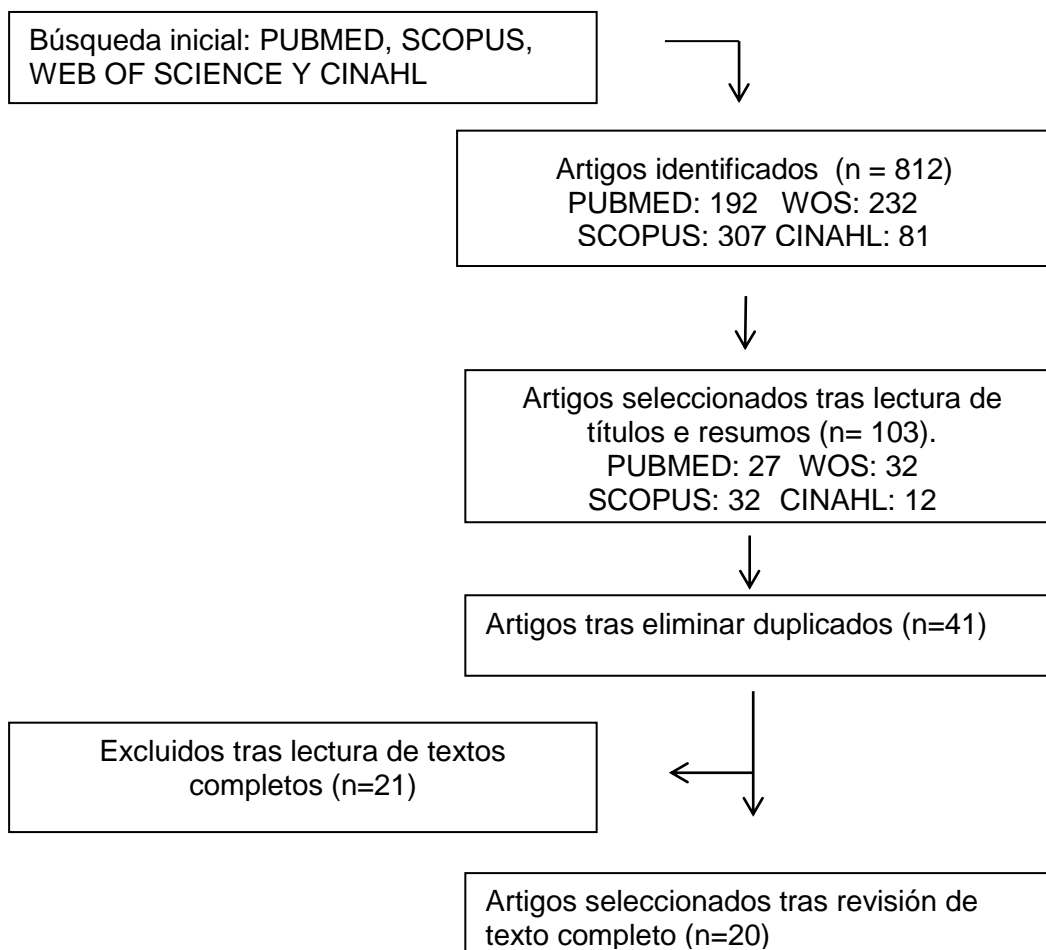 Búsqueda inicial: PUBMED, SCOPUS,
WEB OF SCIENCE Y CINAHL
Artigos identificados (n = 812)
PUBMED: 192 WOS: 232
SCOPUS: 307 CINAHL: 81
Artigos seleccionados tras lectura de
títulos e resumos (n= 103).
PUBMED: 27 WOS: 32
SCOPUS: 32 CINAHL: 12
Artigos tras eliminar duplicados (n=41)
Excluidos tras lectura de textos
completos (n=21)
Artigos seleccionados tras revisión de
texto completo (n=20)